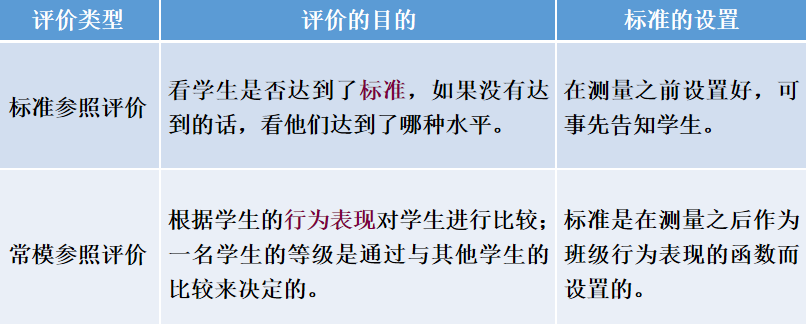 评价类型 评价的目的 标准的设置
标准参照评价
看学生是否达到了标准，如果没有达
到的话，看他们达到了哪种水平。
在测量之前设置好，可
事先告知学生。
常模参照评价
根据学生的行为表现对学生进行比较；
一名学生的等级是通过与其他学生的
比较来决定的。
标准是在测量之后作为
班级行为表现的函数而
设置的。